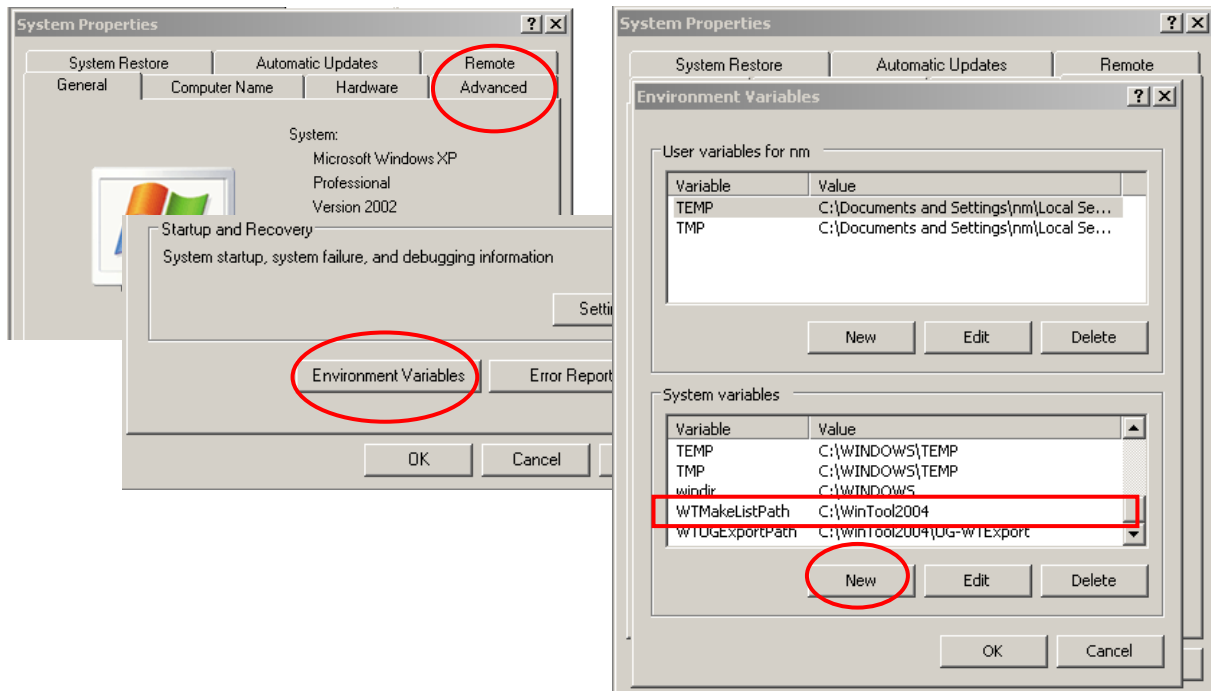 System Properties
System Restore Automatic Updates Remote
General Computer Name Hardware Advanced
System:
Microsoft Windows XP
Professional
Version 2002
Startup and Recovery
System startup, system failure, and debugging information
Setti
Environment Variables Error Report
OK Cancel
System Properties
System Restore Automatic Updates Remote
Environment Variables
User variables for nm
Variable Value
TEMP C:\Documents and Settings\nm\Local Se...
TMP C:\Documents and Settings\nm\Local Se...
New Edit Delete
System variables
Variable Value
TEMP C:\WINDOWS\TEMP
TMP C:\WINDOWS\TEMP
windir C:\WINDOWS
WTMakeListPath C:\WinTool2004
WTUGExportPath C:\WinTool2004\UG-WTExport
New Edit Delete
OK Cancel